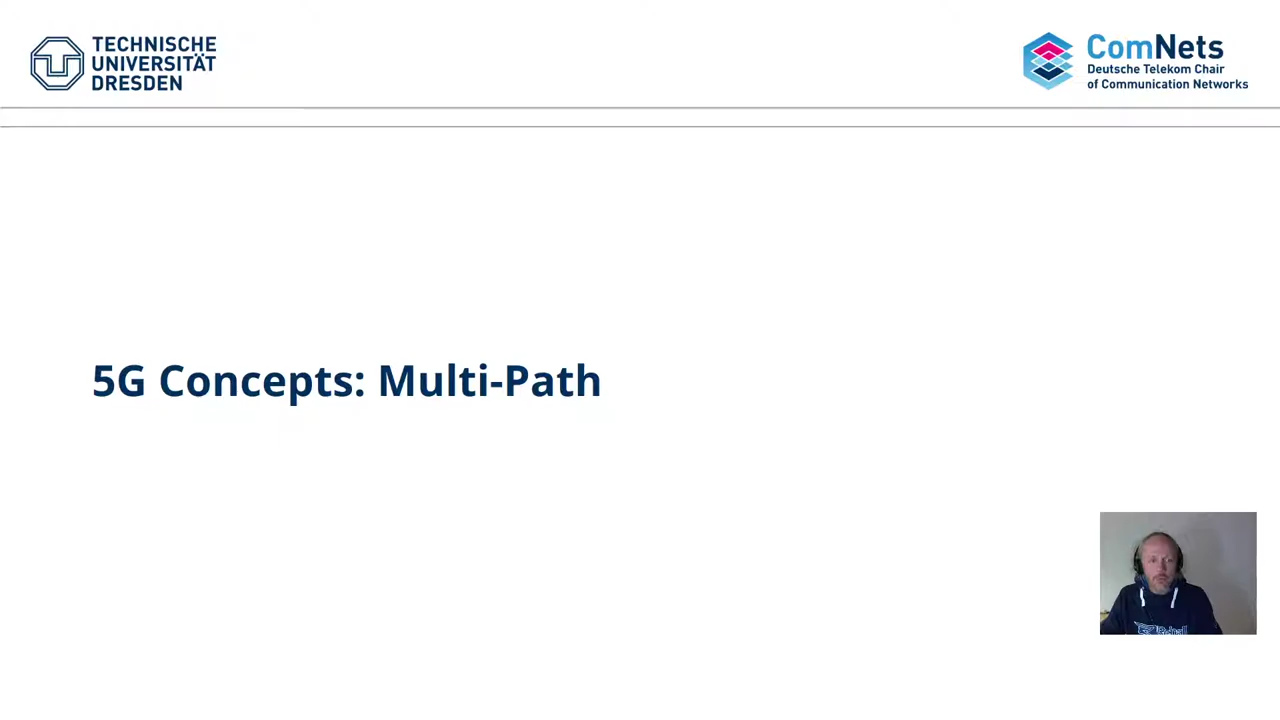 TECHNISCHE
UNIVERSITÄT
DRESDEN
ComNets
Deutsche Telekom Chair
of Communication Networks
5G Concepts: Multi-Path